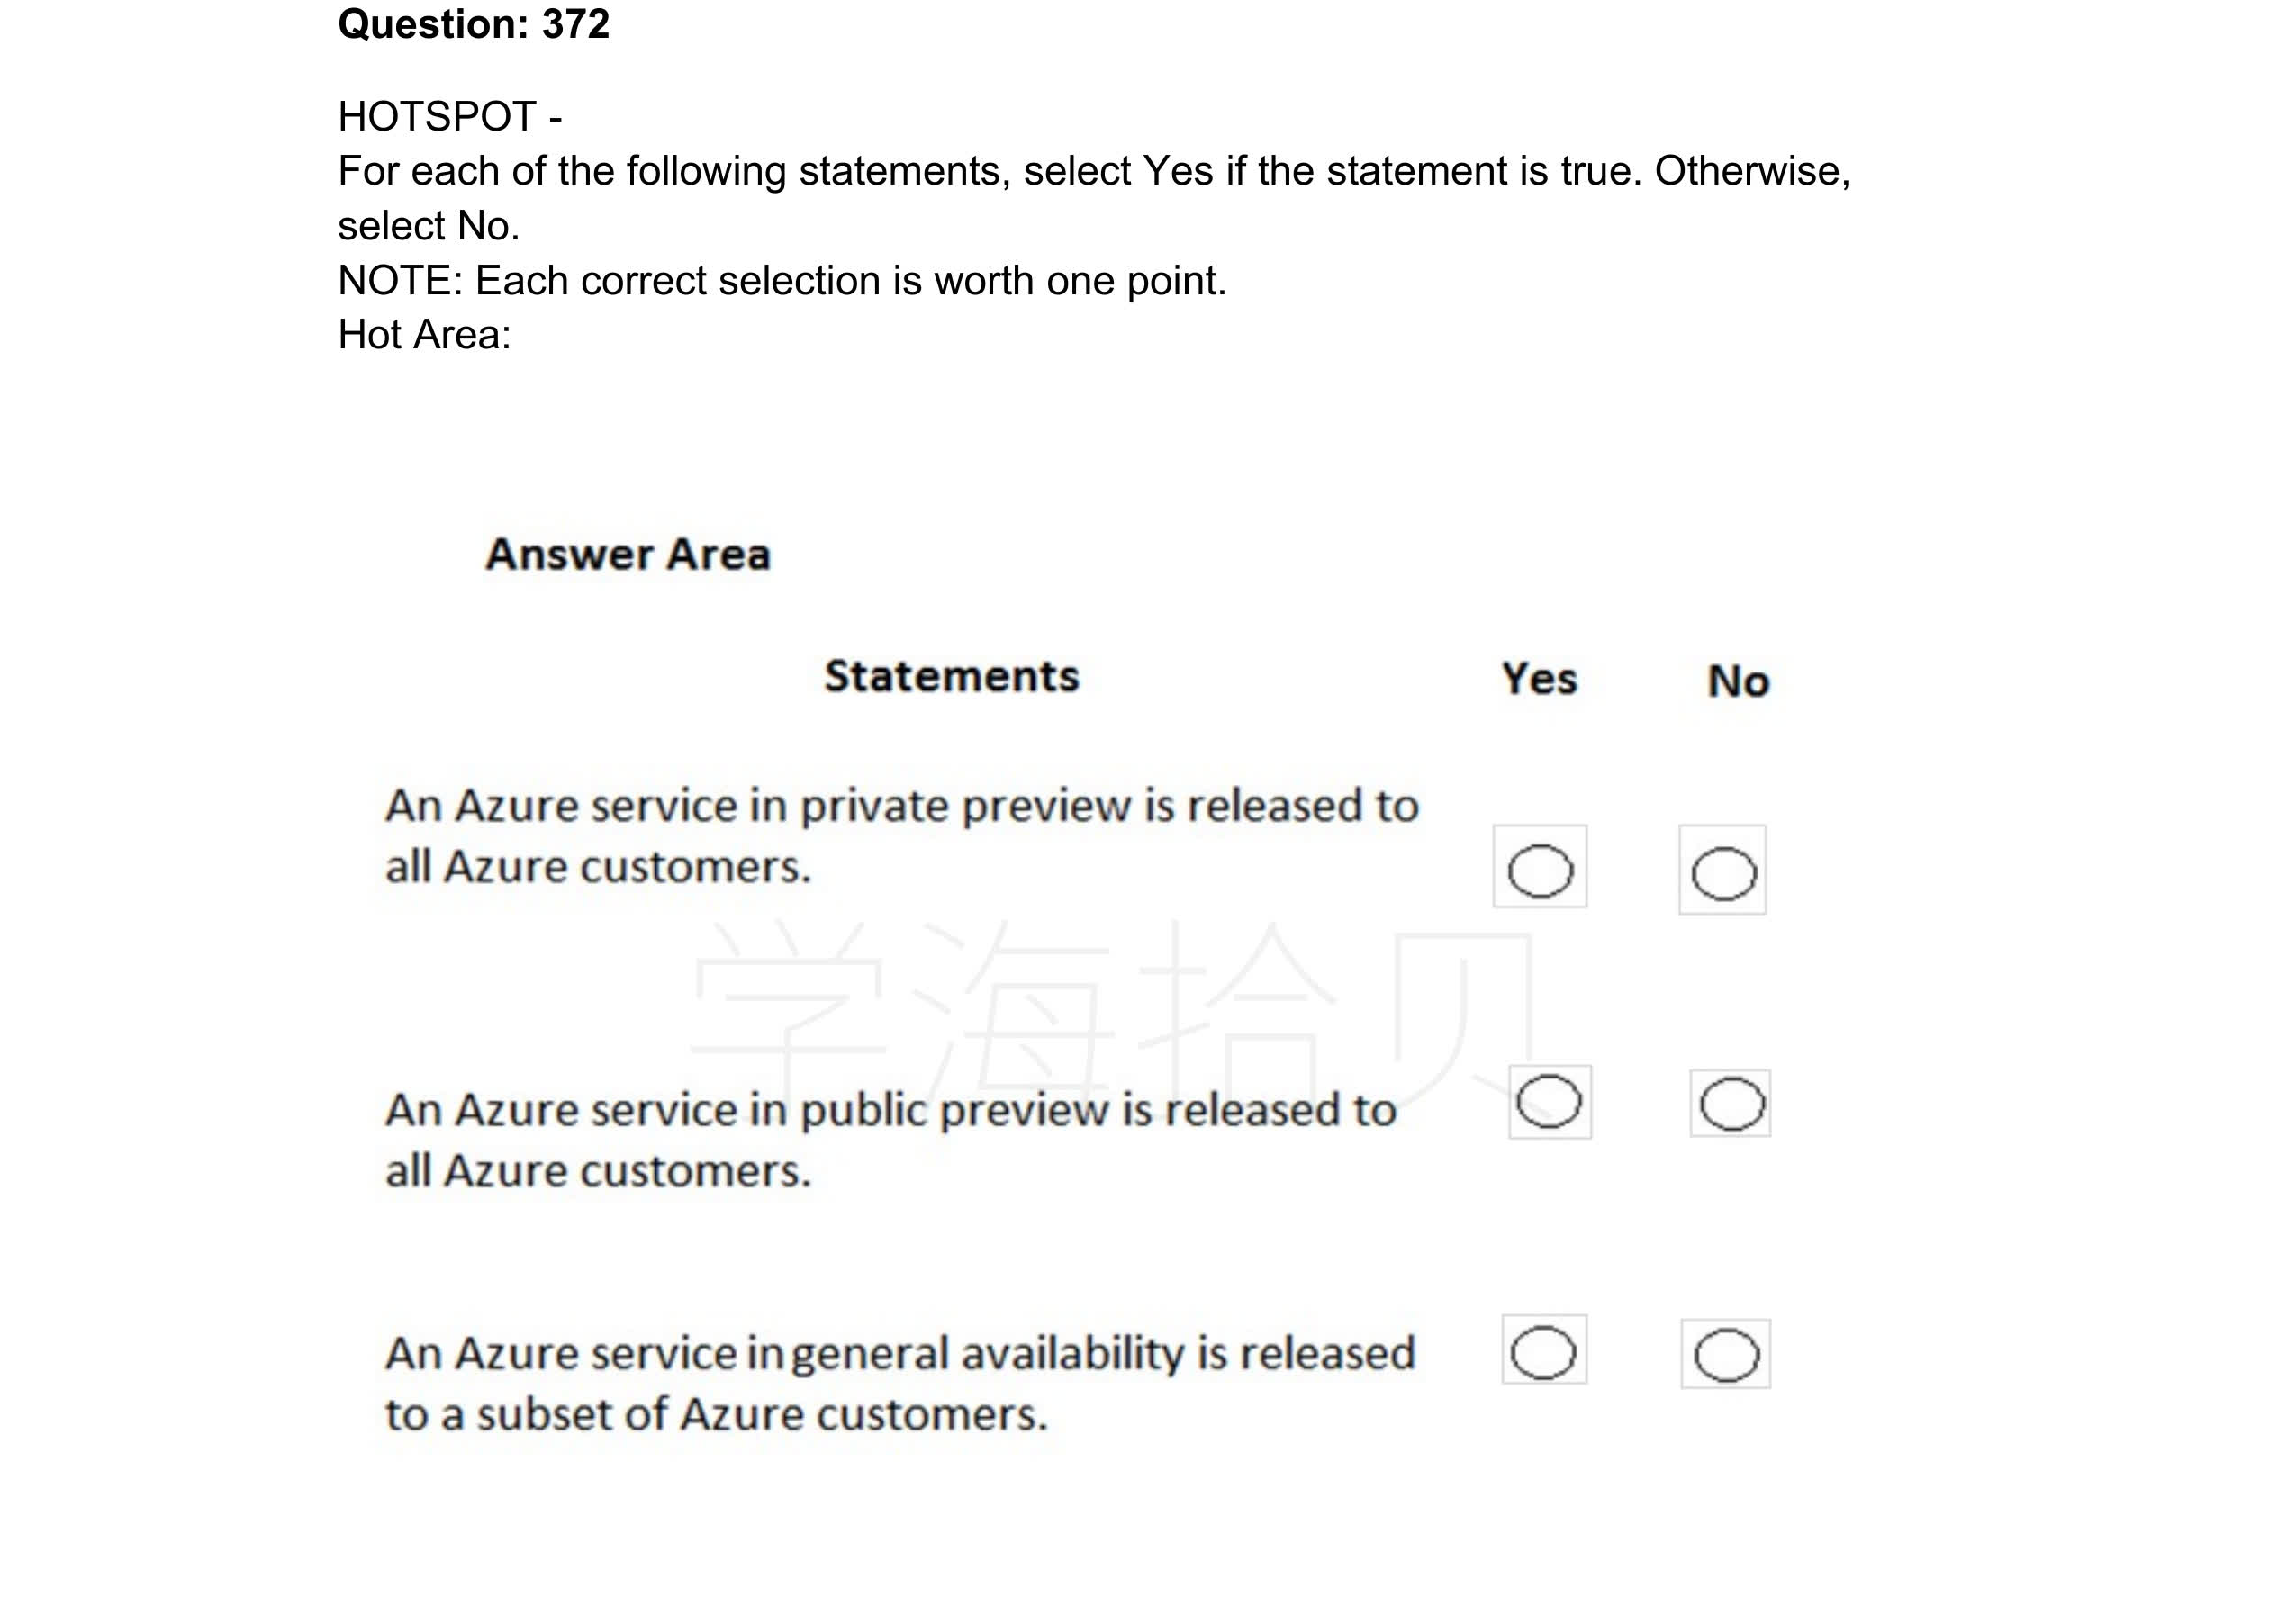 Question: 372
HOTSPOT -
For each of the following statements, select Yes if the statement is true. Otherwise,
select No.
NOTE: Each correct selection is worth one point.
Hot Area:
Answer Area
Statements Yes No
An Azure service in private preview is released to
all Azure customers.
学海拾贝
An Azure service in public preview is released to
all Azure customers.
An Azure service in general availability is released
to a subset of Azure customers.